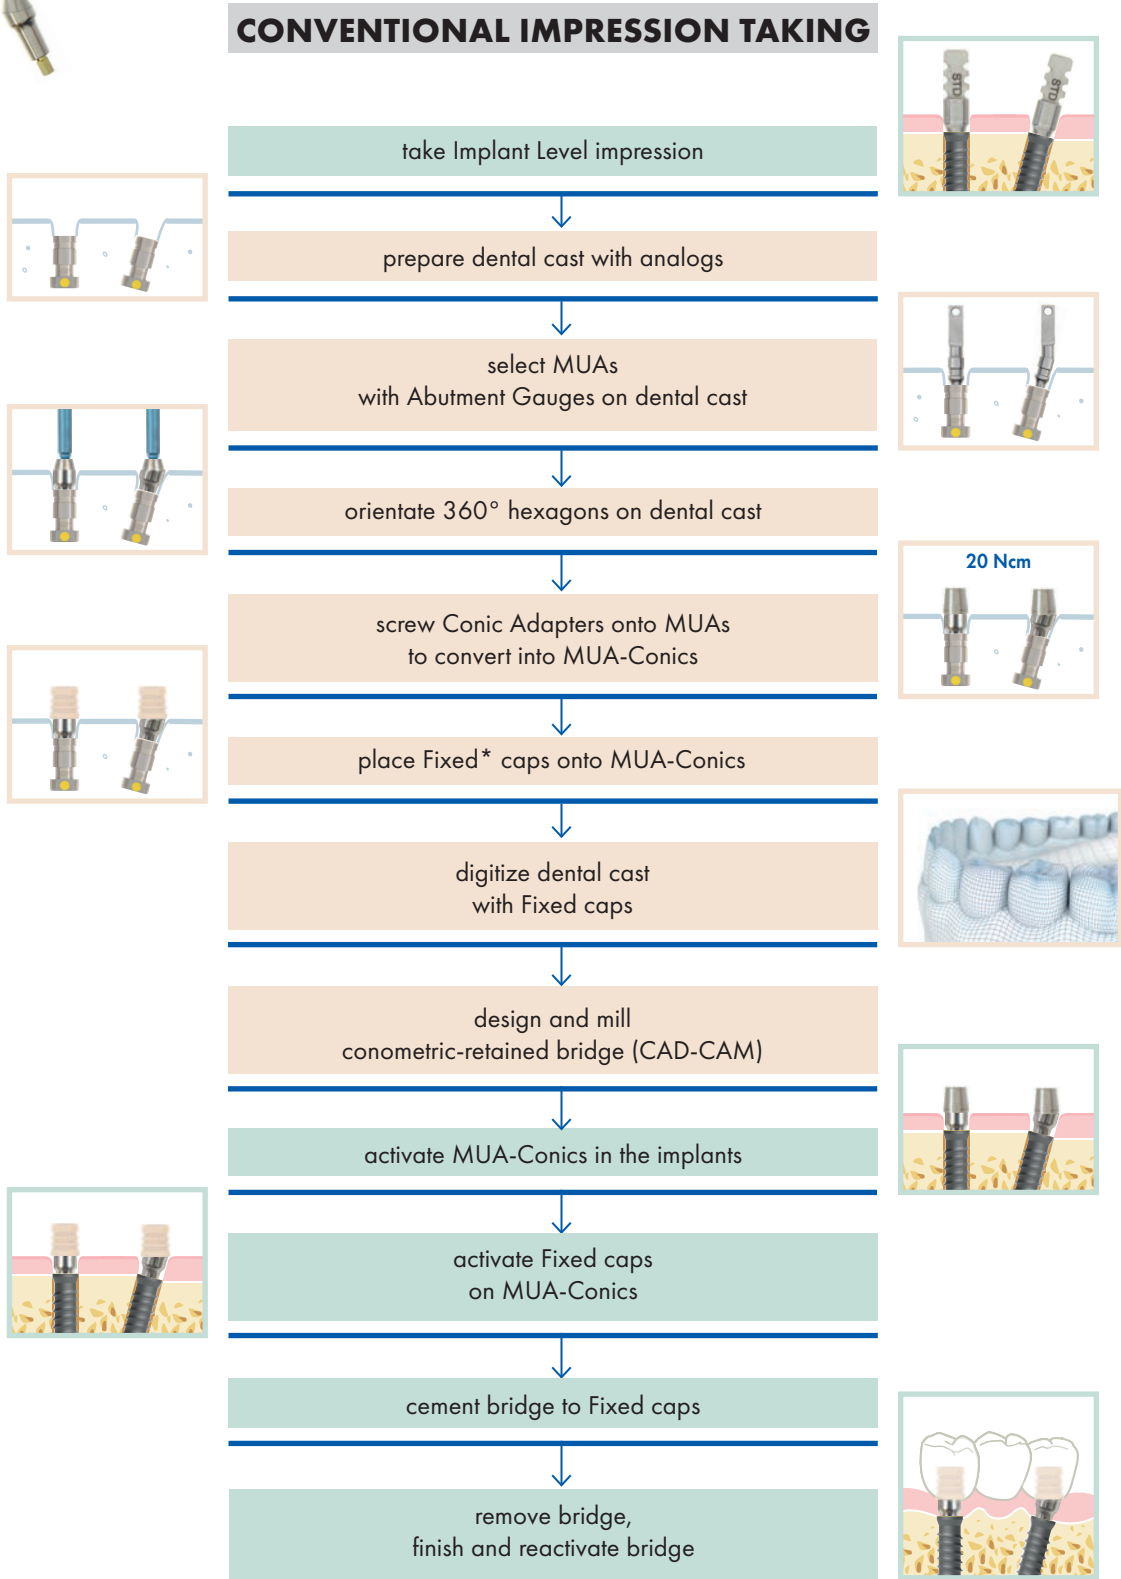 CONVENTIONAL IMPRESSION TAKING
STD
STD
take Implant Level impression
prepare dental cast with analogs
select MUAs
with Abutment Gauges on dental cast
orientate 360° hexagons on dental cast
20 Ncm
screw Conic Adapters onto MUAs
to convert into MUA-Conics
place Fixed* caps onto MUA-Conics
digitize dental cast
with Fixed caps
design and mill
conometric-retained bridge (CAD-CAM)
activate MUA-Conics in the implants
activate Fixed caps
on MUA-Conics
cement bridge to Fixed caps
remove bridge,
finish and reactivate bridge